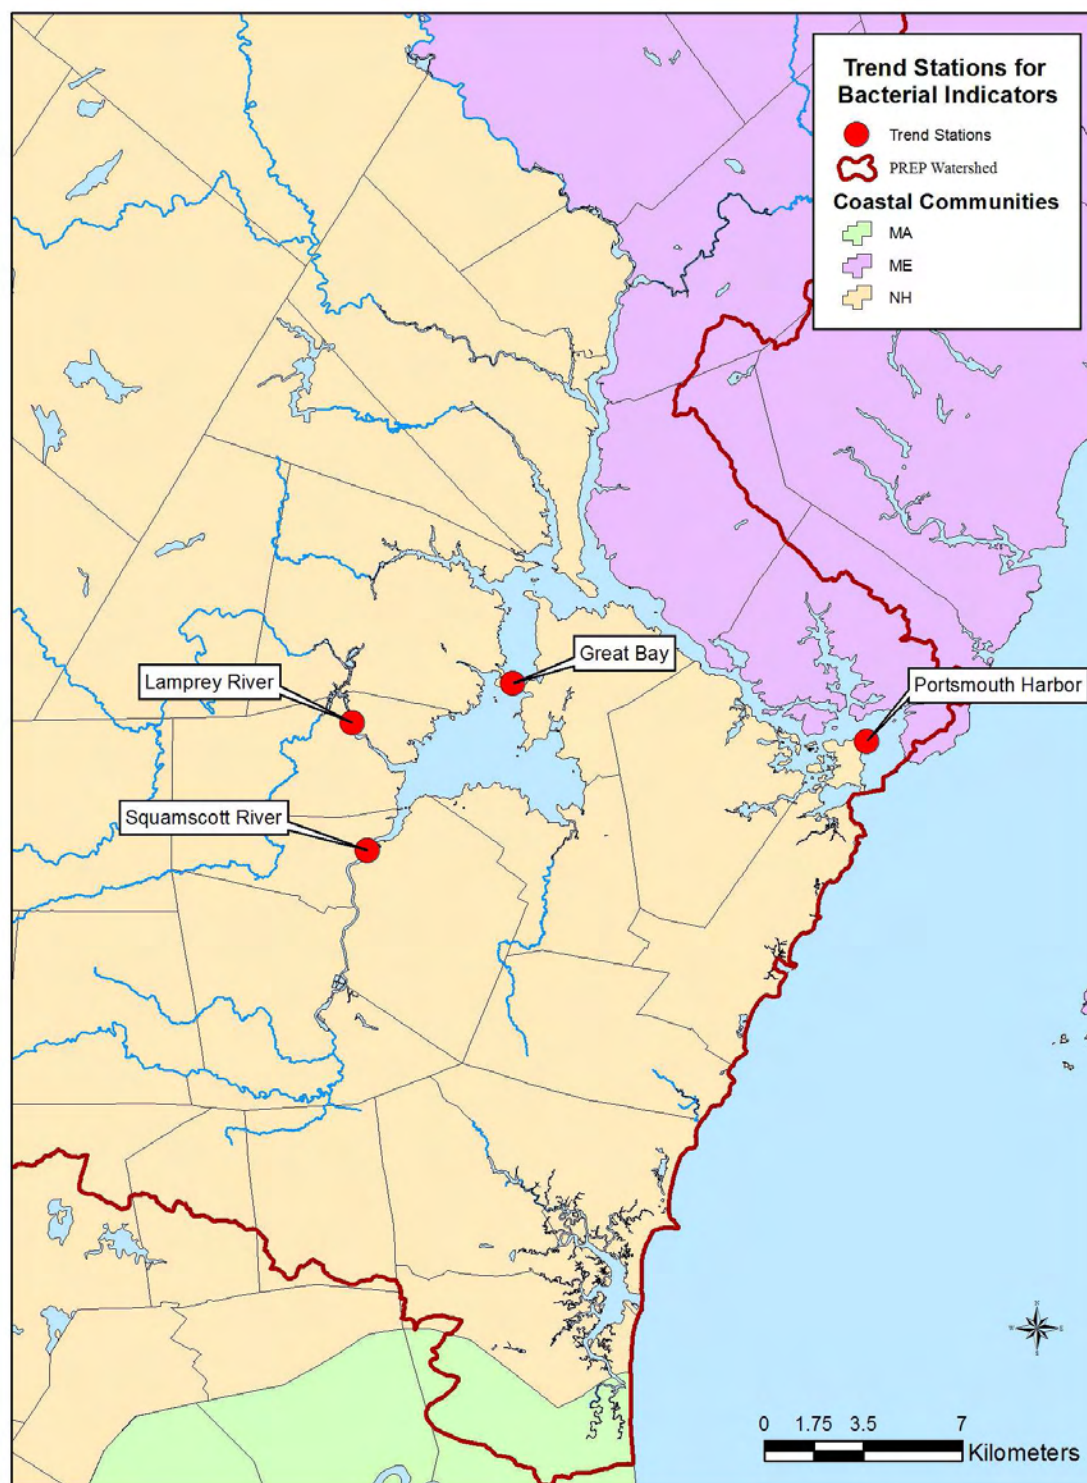 Trend Stations for
Bacterial Indicators
Trend Stations
PREP Watershed
Coastal Communities
MA
ME
NH
Great Bay
Lamprey River
Portsmouth Harbor
Squamscott River
0 1.75 3.5 7
Kilometers